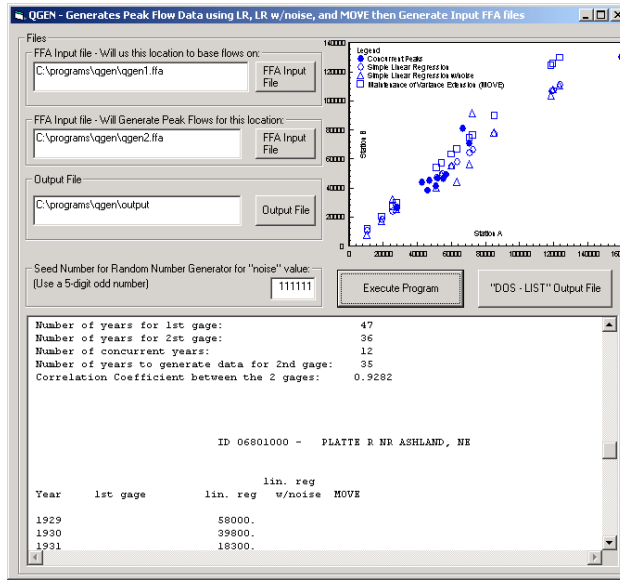 QGEN - Generates Peak Flow Data using LR, LR w/noise, and MOVE then Generate Input FFA files
Files
FFA Input file - Will us this location to base flows on:
C:\programs\qgen\qgen1.ffa
FFA Input File
FFA Input file - Will Generate Peak Flows for this location:
C:\programs\qgen\qgen2.ffa
FFA Input File
Output File
C:\programs\qgen\output
Output File
Seed Number for Random Number Generator for "noise" value:
(Use a 5-digit odd number)
111111
140000
120000
100000
80000
60000
40000
20000
0
Station B
Legend
Concurrent Peaks
Simple Linear Regression
Simple Linear Regression w/noise
Maintenance of Variance Extension (MOVE)
Station A
0 20000 40000 60000 80000 100000 120000 140000 160
Execute Program
"DOS - LIST" Output File
Number of years for 1st gage: 47
Number of years for 2st gage: 36
Number of concurrent years: 12
Number of years to generate data for 2nd gage: 35
Correlation Coefficient between the 2 gages: 0.9282
ID 06801000 - PLATTE R NR ASHLAND, NE
lin. reg
Year 1st gage lin. reg w/noise MOVE
1929 58000.
1930 39800.
1931 18300.